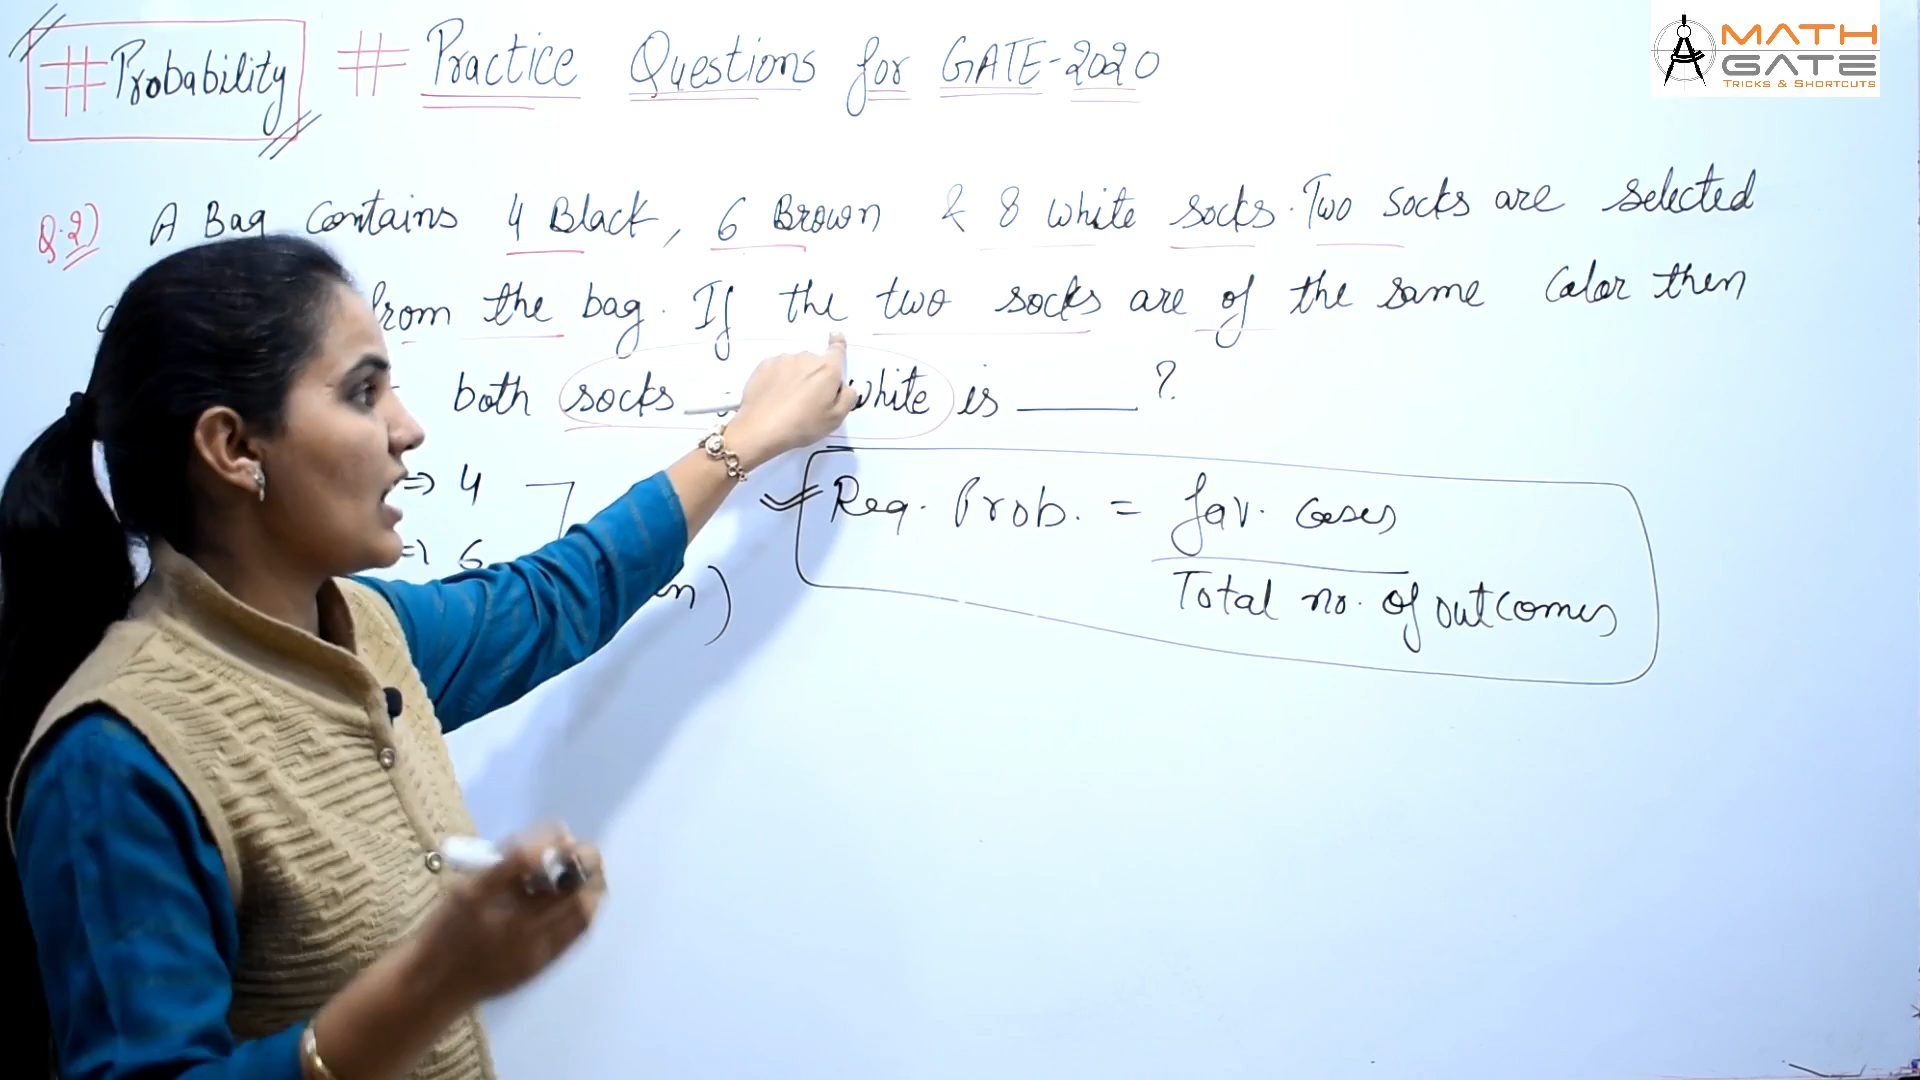 # Probability # Practice Questions for GATE-2020
MATH
GATE
TRICKS & SHORTCUTS
Q.2) A Bag Contains 4 Black, 6 Brown & 8 white socks. Two socks are selected
from the bag. If the two socks are of the same Color then
both socks white is ____ ?
=> 4
=> 6
Req. Prob. = fav. cases
Total no. of outcomes